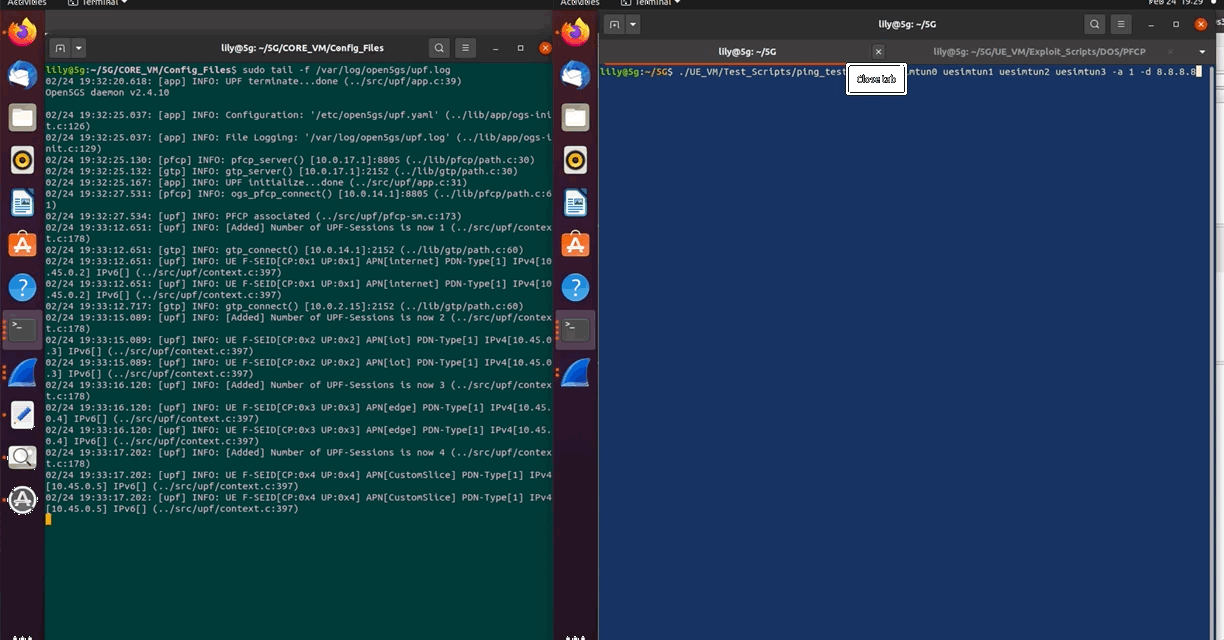 Activities
Terminal
lily@5g: ~/5G/CORE_VM/Config_Files
lily@5g:~/5G/CORE_VM/Config_Files$ sudo tail -f /var/log/open5gs/upf.log
02/24 19:32:20.618: [app] INFO: UPF terminate...done (../src/upf/app.c:39)
Open5GS daemon v2.4.10
02/24 19:32:25.037: [app] INFO: Configuration: '/etc/open5gs/upf.yaml' (../lib/app/ogs-ini
t.c:126)
02/24 19:32:25.037: [app] INFO: File Logging: '/var/log/open5gs/upf.log' (../lib/app/ogs-i
nit.c:129)
02/24 19:32:25.130: [pfcp] INFO: pfcp_server() [10.0.17.1]:8805 (../lib/pfcp/path.c:30)
02/24 19:32:25.132: [gtp] INFO: gtp_server() [10.0.17.1]:2152 (../lib/gtp/path.c:30)
02/24 19:32:25.167: [app] INFO: UPF initialize...done (../src/upf/app.c:31)
02/24 19:32:27.531: [pfcp] INFO: ogs_pfcp_connect() [10.0.14.1]:8805 (../lib/pfcp/path.c:6
1)
02/24 19:32:27.534: [upf] INFO: PFCP associated (../src/upf/pfcp-sm.c:173)
02/24 19:33:12.651: [upf] INFO: [Added] Number of UPF-Sessions is now 1 (../src/upf/contex
t.c:178)
02/24 19:33:12.651: [gtp] INFO: gtp_connect() [10.0.14.1]:2152 (../lib/gtp/path.c:60)
02/24 19:33:12.651: [upf] INFO: UE F-SEID[CP:0x1 UP:0x1] APN[internet] PDN-Type[1] IPv4[10
.45.0.2] IPv6[] (../src/upf/context.c:397)
02/24 19:33:12.651: [upf] INFO: UE F-SEID[CP:0x1 UP:0x1] APN[internet] PDN-Type[1] IPv4[10
.45.0.2] IPv6[] (../src/upf/context.c:397)
02/24 19:33:12.717: [gtp] INFO: gtp_connect() [10.0.2.15]:2152 (../lib/gtp/path.c:60)
02/24 19:33:15.089: [upf] INFO: [Added] Number of UPF-Sessions is now 2 (../src/upf/contex
t.c:178)
02/24 19:33:15.089: [upf] INFO: UE F-SEID[CP:0x2 UP:0x2] APN[iot] PDN-Type[1] IPv4[10.45.0
.3] IPv6[] (../src/upf/context.c:397)
02/24 19:33:15.089: [upf] INFO: UE F-SEID[CP:0x2 UP:0x2] APN[iot] PDN-Type[1] IPv4[10.45.0
.3] IPv6[] (../src/upf/context.c:397)
02/24 19:33:16.120: [upf] INFO: [Added] Number of UPF-Sessions is now 3 (../src/upf/contex
t.c:178)
02/24 19:33:16.120: [upf] INFO: UE F-SEID[CP:0x3 UP:0x3] APN[edge] PDN-Type[1] IPv4[10.45.
0.4] IPv6[] (../src/upf/context.c:397)
02/24 19:33:16.120: [upf] INFO: UE F-SEID[CP:0x3 UP:0x3] APN[edge] PDN-Type[1] IPv4[10.45.
0.4] IPv6[] (../src/upf/context.c:397)
02/24 19:33:17.202: [upf] INFO: [Added] Number of UPF-Sessions is now 4 (../src/upf/contex
t.c:178)
02/24 19:33:17.202: [upf] INFO: UE F-SEID[CP:0x4 UP:0x4] APN[CustomSlice] PDN-Type[1] IPv4
[10.45.0.5] IPv6[] (../src/upf/context.c:397)
02/24 19:33:17.202: [upf] INFO: UE F-SEID[CP:0x4 UP:0x4] APN[CustomSlice] PDN-Type[1] IPv4
[10.45.0.5] IPv6[] (../src/upf/context.c:397)
Activities
Terminal
Feb 24 19:29
lily@5g: ~/5G
lily@5g: ~/5G
lily@5g: ~/5G/UE_VM/Exploit_Scripts/DOS/PFCP
lily@5g:~/5G$ ./UE_VM/Test_Scripts/ping_test mtun0 uesimtun1 uesimtun2 uesimtun3 -a 1 -d 8.8.8.8
Close tab